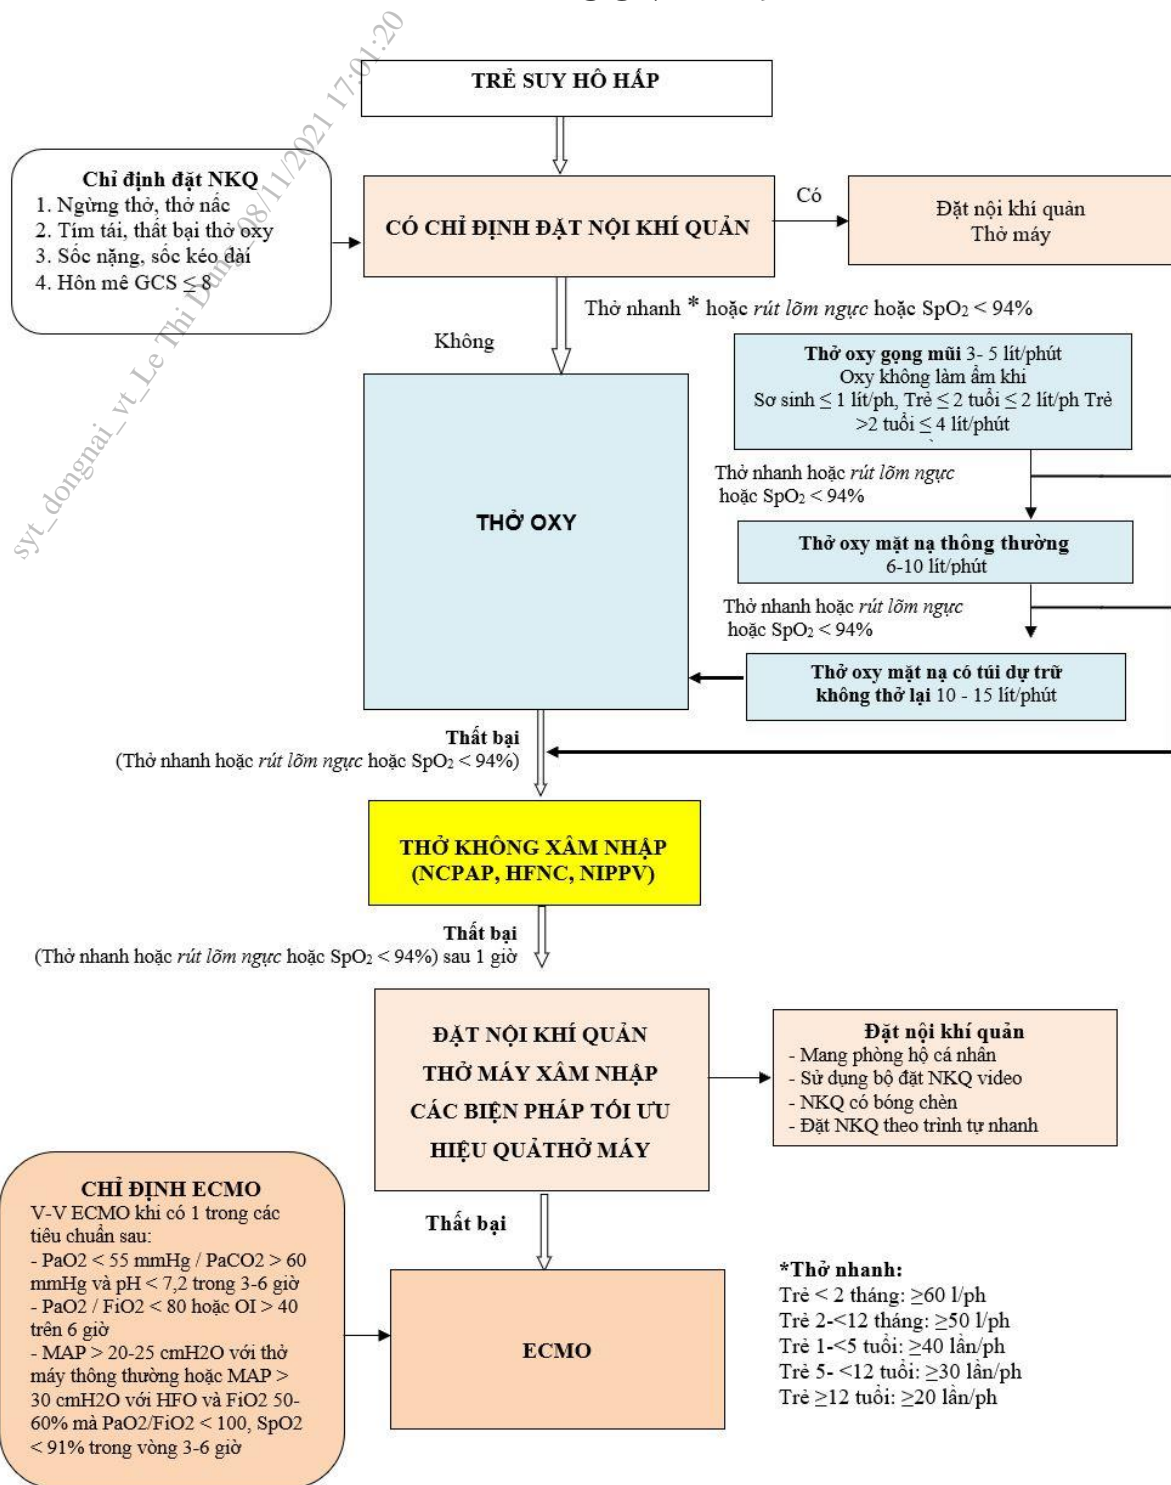 TRẺ SUY HÔ HẤP
syt_dongnai_vt_Le Thi Dung_08/11/2021 17:01:20
Chỉ định đặt NKQ
1. Ngừng thở, thở nấc
2. Tím tái, thất bại thở oxy
3. Sốc nặng, sốc kéo dài
4. Hôn mê GCS ≤ 8
CÓ CHỈ ĐỊNH ĐẶT NỘI KHÍ QUẢN
Có
Đặt nội khí quản
Thở máy
Thở nhanh * hoặc rút lõm ngực hoặc SpO2 < 94%
Không
Thở oxy gọng mũi 3- 5 lít/phút
Oxy không làm ẩm khi
Sơ sinh ≤ 1 lít/ph, Trẻ ≤ 2 tuổi ≤ 2 lít/ph Trẻ
>2 tuổi ≤ 4 lít/phút
Thở nhanh hoặc rút lõm ngực
hoặc SpO2 < 94%
THỞ OXY
Thở oxy mặt nạ thông thường
6-10 lít/phút
Thở nhanh hoặc rút lõm ngực
hoặc SpO2 < 94%
Thở oxy mặt nạ có túi dự trữ
không thở lại 10 - 15 lít/phút
Thất bại
(Thở nhanh hoặc rút lõm ngực hoặc SpO2 < 94%)
THỞ KHÔNG XÂM NHẬP
(NCPAP, HFNC, NIPPV)
Thất bại
(Thở nhanh hoặc rút lõm ngực hoặc SpO2 < 94%) sau 1 giờ
ĐẶT NỘI KHÍ QUẢN
THỞ MÁY XÂM NHẬP
CÁC BIỆN PHÁP TỐI ƯU
HIỆU QUẢTHỞ MÁY
Đặt nội khí quản
- Mang phòng hộ cá nhân
- Sử dụng bộ đặt NKQ video
- NKQ có bóng chèn
- Đặt NKQ theo trình tự nhanh
Thất bại
CHỈ ĐỊNH ECMO
V-V ECMO khi có 1 trong các
tiêu chuẩn sau:
- PaO2 < 55 mmHg / PaCO2 > 60
mmHg và pH < 7,2 trong 3-6 giờ
- PaO2 / FiO2 < 80 hoặc OI > 40
trên 6 giờ
- MAP > 20-25 cmH2O với thở
máy thông thường hoặc MAP >
30 cmH2O với HFO và FiO2 50-
60% mà PaO2/FiO2 < 100, SpO2
< 91% trong vòng 3-6 giờ
ECMO
*Thở nhanh:
Trẻ < 2 tháng: ≥60 l/ph
Trẻ 2-<12 tháng: ≥50 l/ph
Trẻ 1-<5 tuổi: ≥40 lần/ph
Trẻ 5- <12 tuổi: ≥30 lần/ph
Trẻ ≥12 tuổi: ≥20 lần/ph